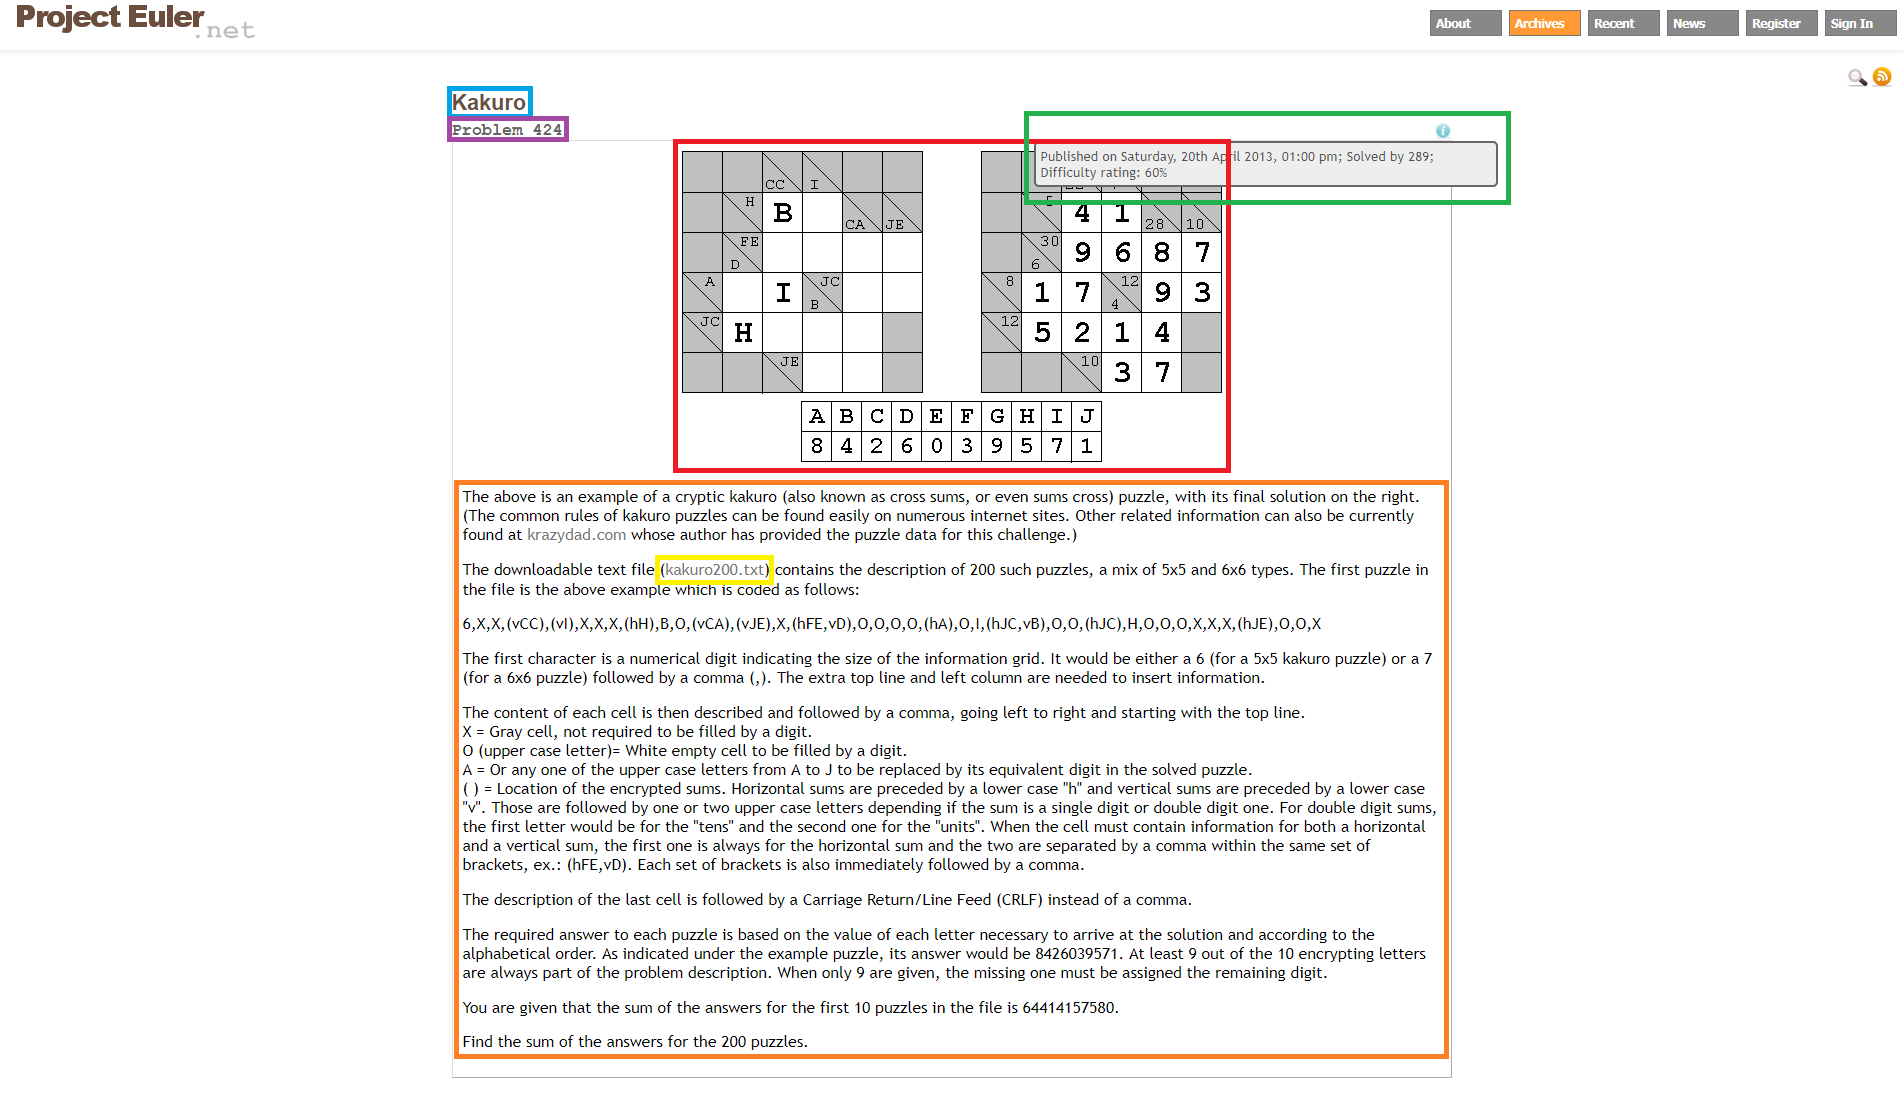 Project Euler
.net
About Archives Recent News Register Sign In
Kakuro
Problem 424
Published on Saturday, 20th April 2013, 01:00 pm; Solved by 289;
Difficulty rating: 60%
CC I
H B CA JE
FE D
A I JC B
JC H
JE
4 1 28 10
30 6 9 6 8 7
8 1 7 12 4 9 3
12 5 2 1 4
10 3 7
A B C D E F G H I J
8 4 2 6 0 3 9 5 7 1
The above is an example of a cryptic kakuro (also known as cross sums, or even sums cross) puzzle, with its final solution on the right.
(The common rules of kakuro puzzles can be found easily on numerous internet sites. Other related information can also be currently
found at krazydad.com whose author has provided the puzzle data for this challenge.)
The downloadable text file (kakuro200.txt) contains the description of 200 such puzzles, a mix of 5x5 and 6x6 types. The first puzzle in
the file is the above example which is coded as follows:
6,X,X,(vCC),(vI),X,X,X,(hH),B,O,(vCA),(vJE),X,(hFE,vD),O,O,O,O,(hA),O,I,(hJC,vB),O,O,(hJC),H,O,O,O,X,X,X,(hJE),O,O,X
The first character is a numerical digit indicating the size of the information grid. It would be either a 6 (for a 5x5 kakuro puzzle) or a 7
(for a 6x6 puzzle) followed by a comma (,). The extra top line and left column are needed to insert information.
The content of each cell is then described and followed by a comma, going left to right and starting with the top line.
X = Gray cell, not required to be filled by a digit.
O (upper case letter)= White empty cell to be filled by a digit.
A = Or any one of the upper case letters from A to J to be replaced by its equivalent digit in the solved puzzle.
( ) = Location of the encrypted sums. Horizontal sums are preceded by a lower case "h" and vertical sums are preceded by a lower case
"v". Those are followed by one or two upper case letters depending if the sum is a single digit or double digit one. For double digit sums,
the first letter would be for the "tens" and the second one for the "units". When the cell must contain information for both a horizontal
and a vertical sum, the first one is always for the horizontal sum and the two are separated by a comma within the same set of
brackets, ex.: (hFE,vD). Each set of brackets is also immediately followed by a comma.
The description of the last cell is followed by a Carriage Return/Line Feed (CRLF) instead of a comma.
The required answer to each puzzle is based on the value of each letter necessary to arrive at the solution and according to the
alphabetical order. As indicated under the example puzzle, its answer would be 8426039571. At least 9 out of the 10 encrypting letters
are always part of the problem description. When only 9 are given, the missing one must be assigned the remaining digit.
You are given that the sum of the answers for the first 10 puzzles in the file is 64414157580.
Find the sum of the answers for the 200 puzzles.